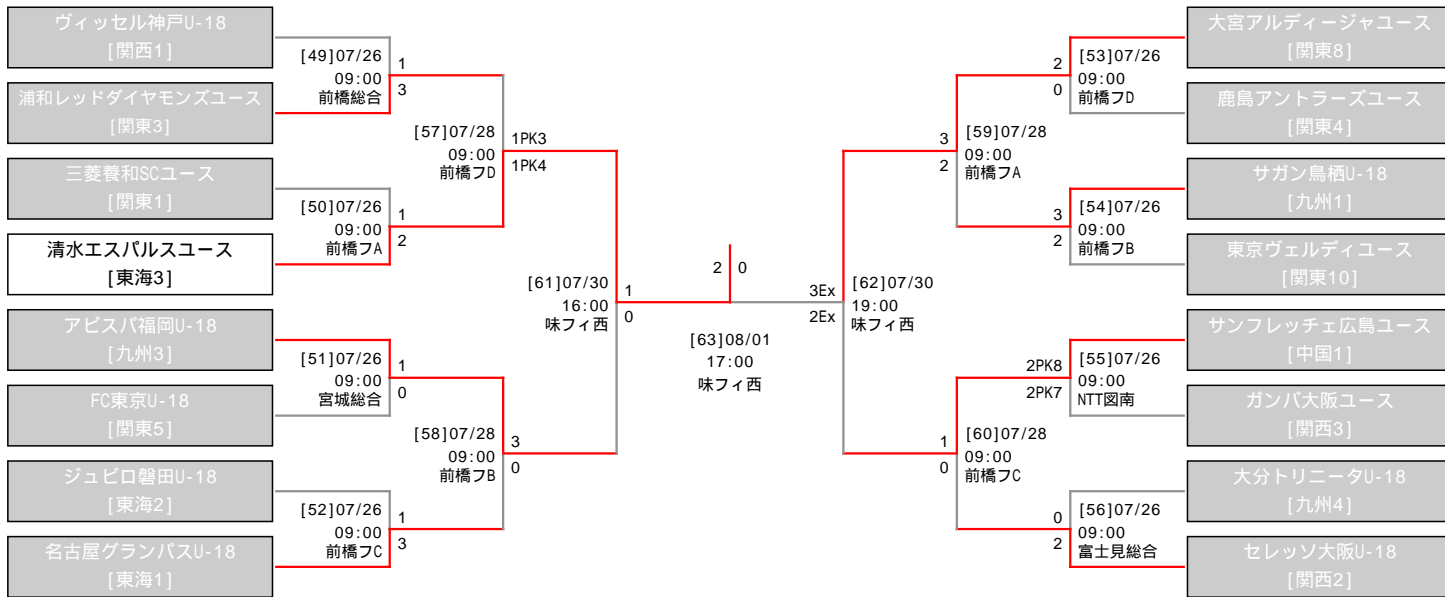 ヴィッセル神戸U-18
[関西1]
浦和レッドダイヤモンズユース
[関東3]
三菱養和SCユース
[関東1]
清水エスパルスユース
[東海3]
アビスパ福岡U-18
[九州3]
FC東京U-18
[関東5]
ジュビロ磐田U-18
[東海2]
名古屋グランパスU-18
[東海1]
[49]07/26
09:00
前橋総合
1
3
[50]07/26
09:00
前橋フA
1
2
[51]07/26
09:00
宮城総合
1
0
[52]07/26
09:00
前橋フC
1
3
[57]07/28
09:00
前橋フD
1PK3
1PK4
[58]07/28
09:00
前橋フB
3
0
[61]07/30
16:00
味フィ西
1
0
2 0
[63]08/01
17:00
味フィ西
3Ex
2Ex
[62]07/30
19:00
味フィ西
3
2
[59]07/28
09:00
前橋フA
1
0
[60]07/28
09:00
前橋フC
2
0
[53]07/26
09:00
前橋フD
3
2
[54]07/26
09:00
前橋フB
2PK8
2PK7
[55]07/26
09:00
NTT図南
0
2
[56]07/26
09:00
富士見総合
大宮アルディージャユース
[関東8]
鹿島アントラーズユース
[関東4]
サガン鳥栖U-18
[九州1]
東京ヴェルディユース
[関東10]
サンフレッチェ広島ユース
[中国1]
ガンバ大阪ユース
[関西3]
大分トリニータU-18
[九州4]
セレッソ大阪U-18
[関西2]